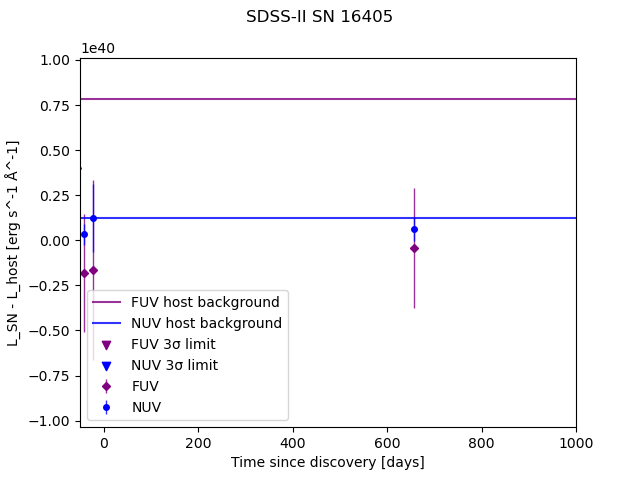 SDSS-II SN 16405
1e40
1.00
0.75
0.50
0.25
0.00
−0.25
−0.50
−0.75
−1.00
L_SN - L_host [erg s^-1 Å^-1]
FUV host background
NUV host background
FUV 3σ limit
NUV 3σ limit
FUV
NUV
0 200 400 600 800 1000
Time since discovery [days]